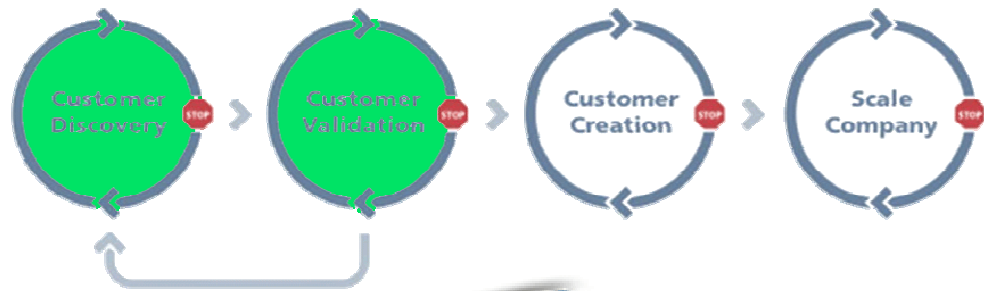 Customer
Discovery
STOP
Customer
Validation
STOP
Customer
Creation
STOP
Scale
Company
STOP